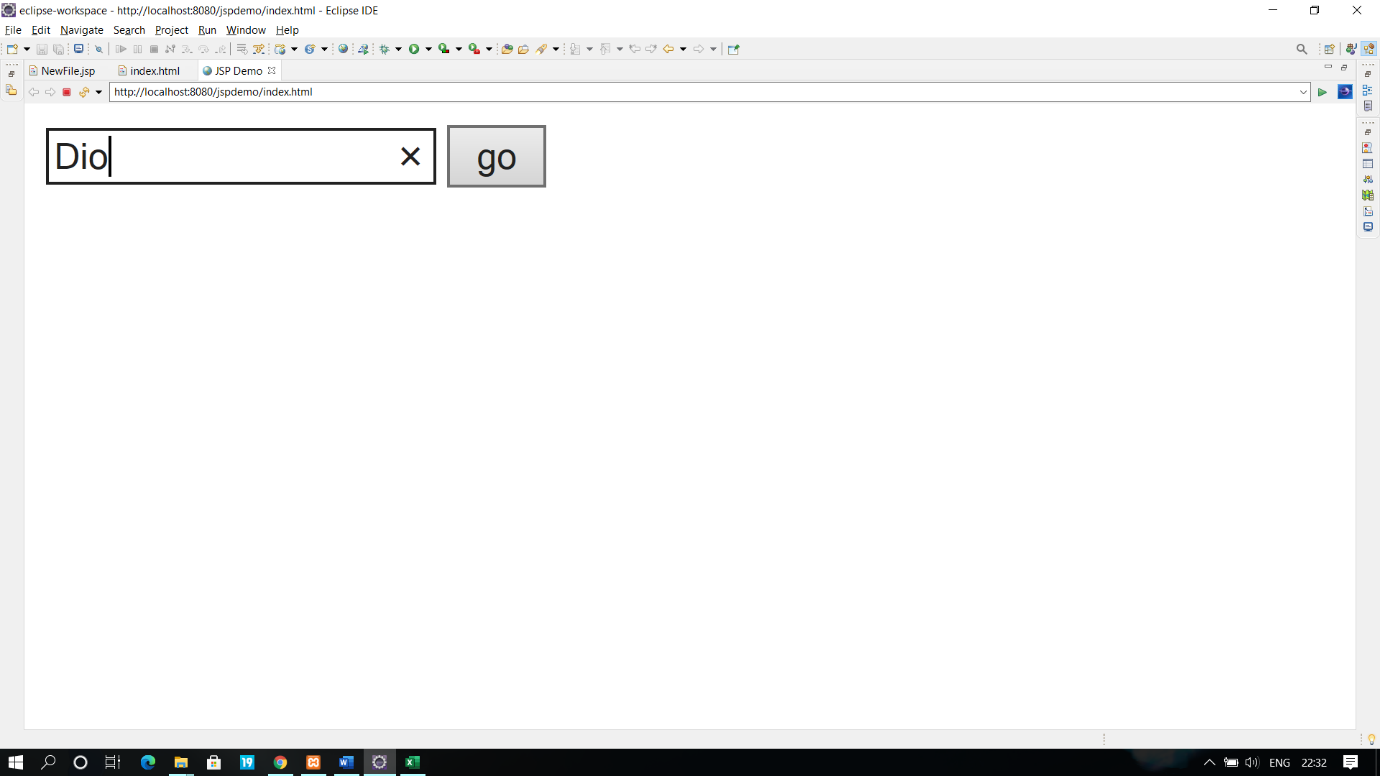 eclipse-workspace - http://localhost:8080/jspdemo/index.html - Eclipse IDE
File Edit Navigate Search Project Run Window Help
NewFile.jsp index.html JSP Demo
http://localhost:8080/jspdemo/index.html
Dio go
19 W X ENG 22:32